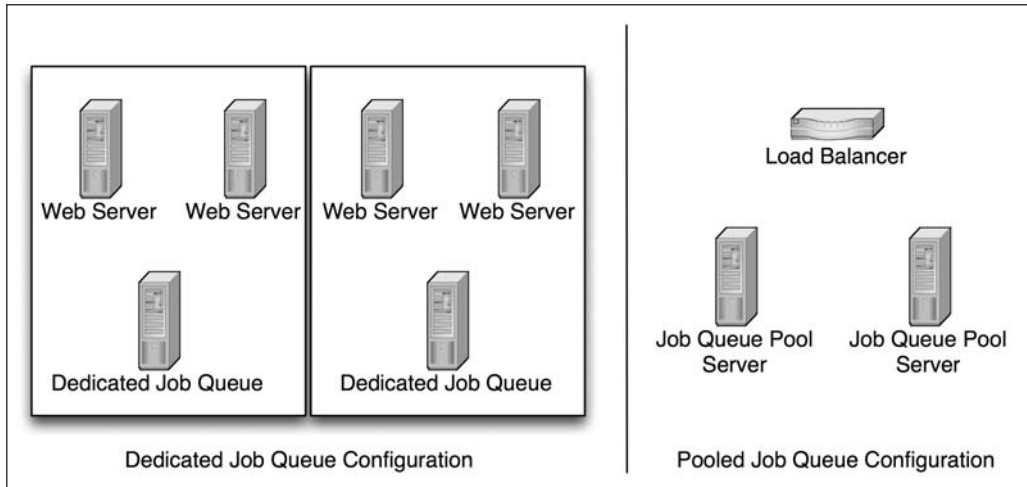 Web Server
Web Server
Dedicated Job Queue
Web Server
Web Server
Dedicated Job Queue
Dedicated Job Queue Configuration
Load Balancer
Job Queue Pool
Server
Job Queue Pool
Server
Pooled Job Queue Configuration